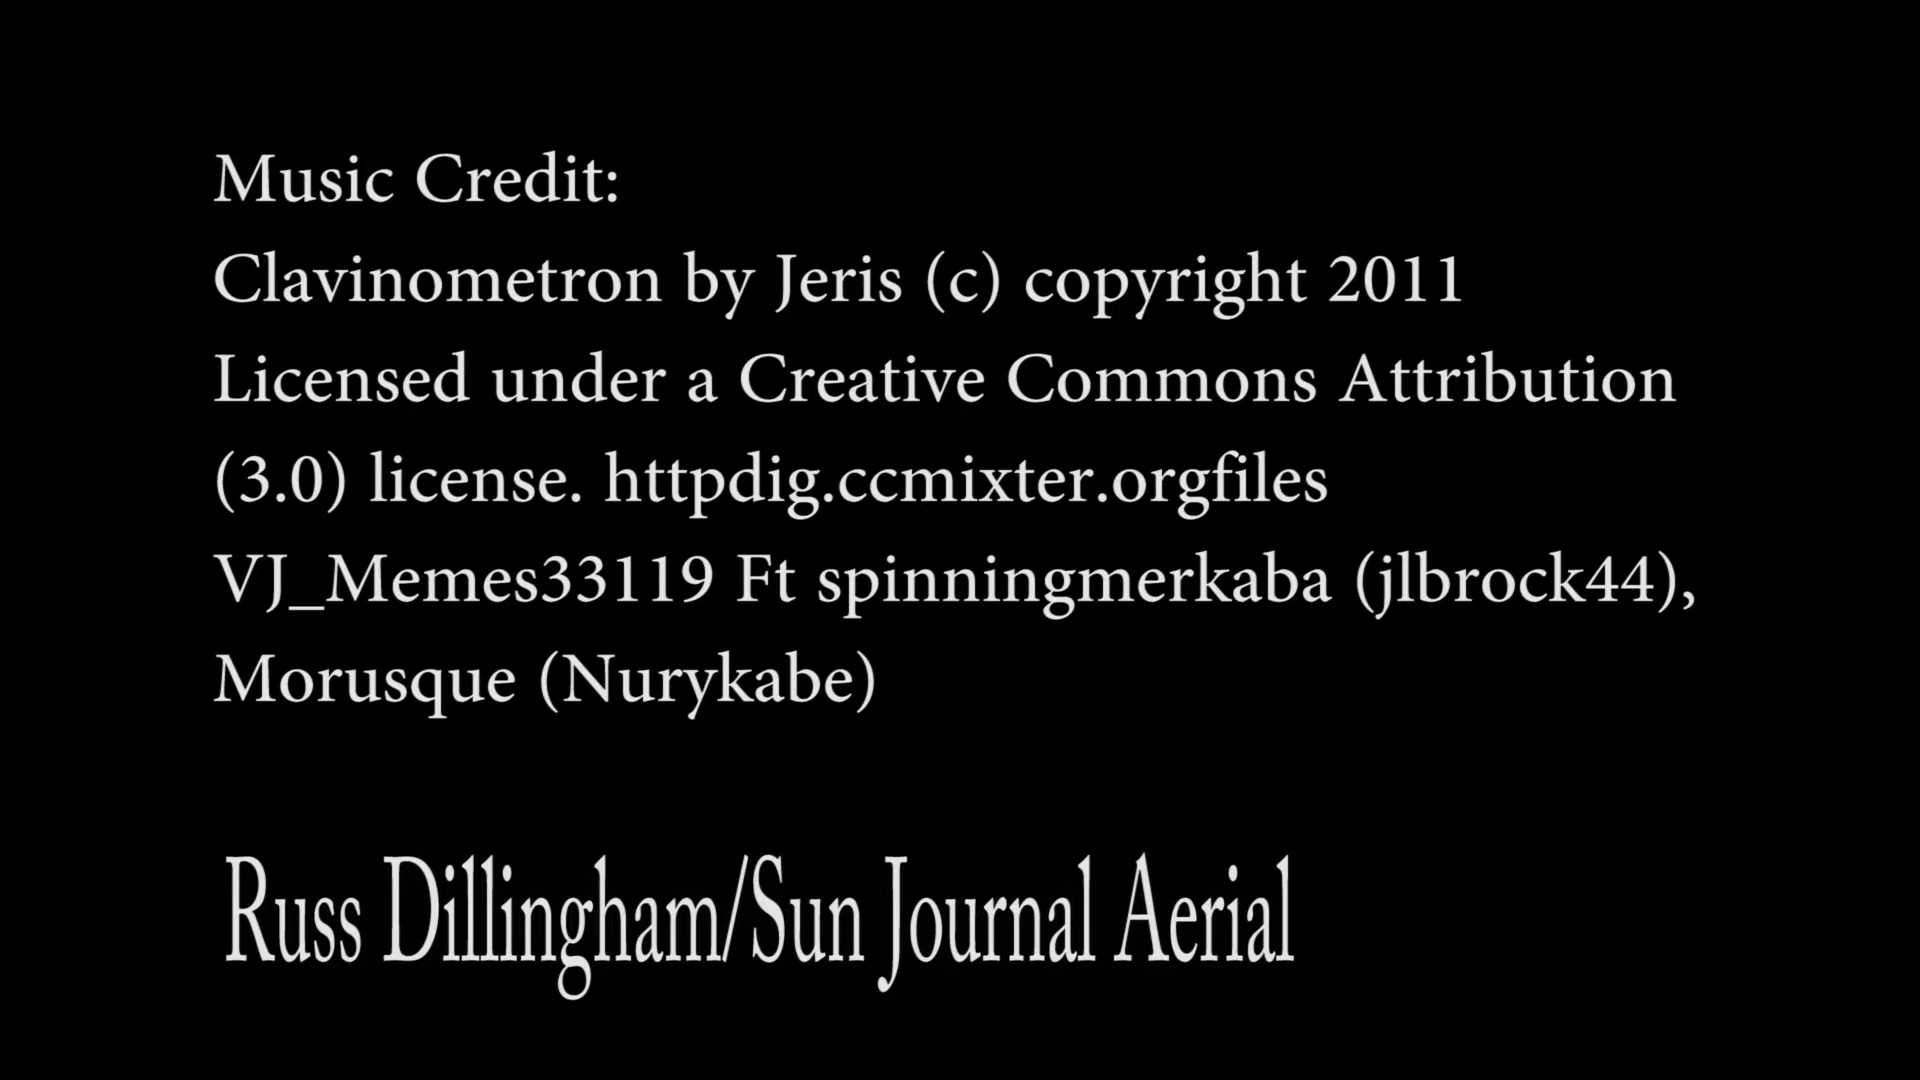 Music Credit:
Clavinometron by Jeris (c) copyright 2011
Licensed under a Creative Commons Attribution
(3.0) license. httpdig.ccmixter.orgfiles
VJ_Memes33119 Ft spinningmerkaba (jlbrock44),
Morusque (Nurykabe)
Russ Dillingham/Sun Journal Aerial